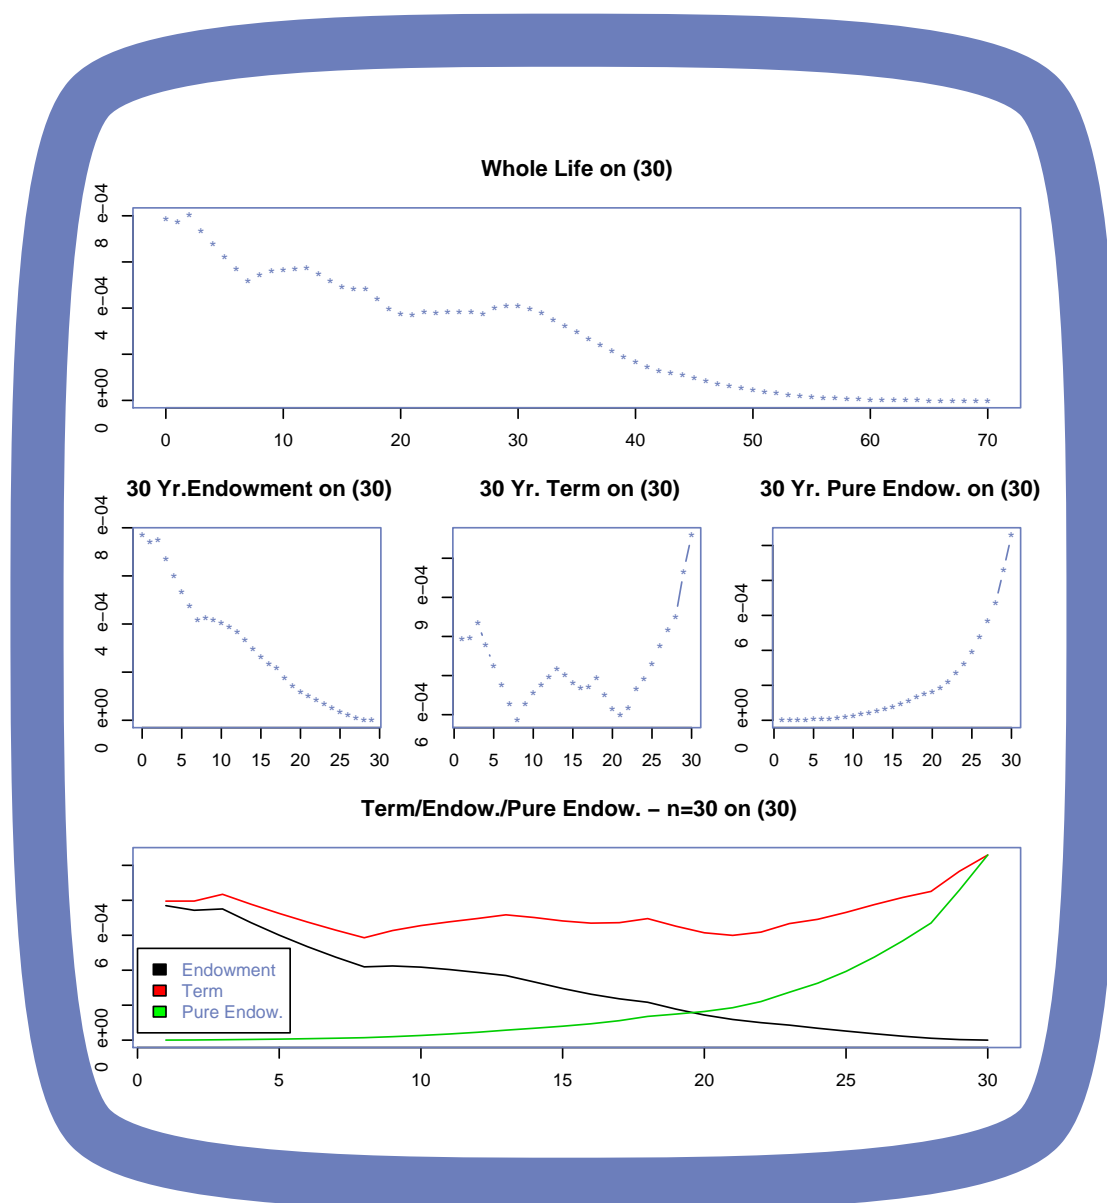 Whole Life on (30)
0 e+00 4 e−04 8 e−04
0 10 20 30 40 50 60 70
30 Yr.Endowment on (30)
30 Yr. Term on (30)
30 Yr. Pure Endow. on (30)
0 e+00 4 e−04 8 e−04
6 e−04 9 e−04
0 e+00 6 e−04
0 5 10 15 20 25 30
0 5 10 15 20 25 30
0 5 10 15 20 25 30
Term/Endow./Pure Endow. − n=30 on (30)
0 e+00 6 e−04
Endowment
Term
Pure Endow.
0 5 10 15 20 25 30